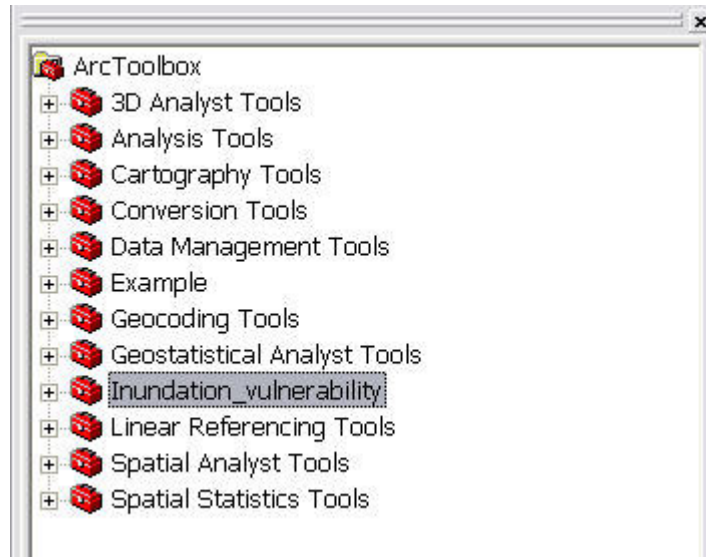 ArcToolbox
3D Analyst Tools
Analysis Tools
Cartography Tools
Conversion Tools
Data Management Tools
Example
Geocoding Tools
Geostatistical Analyst Tools
Inundation_vulnerability
Linear Referencing Tools
Spatial Analyst Tools
Spatial Statistics Tools